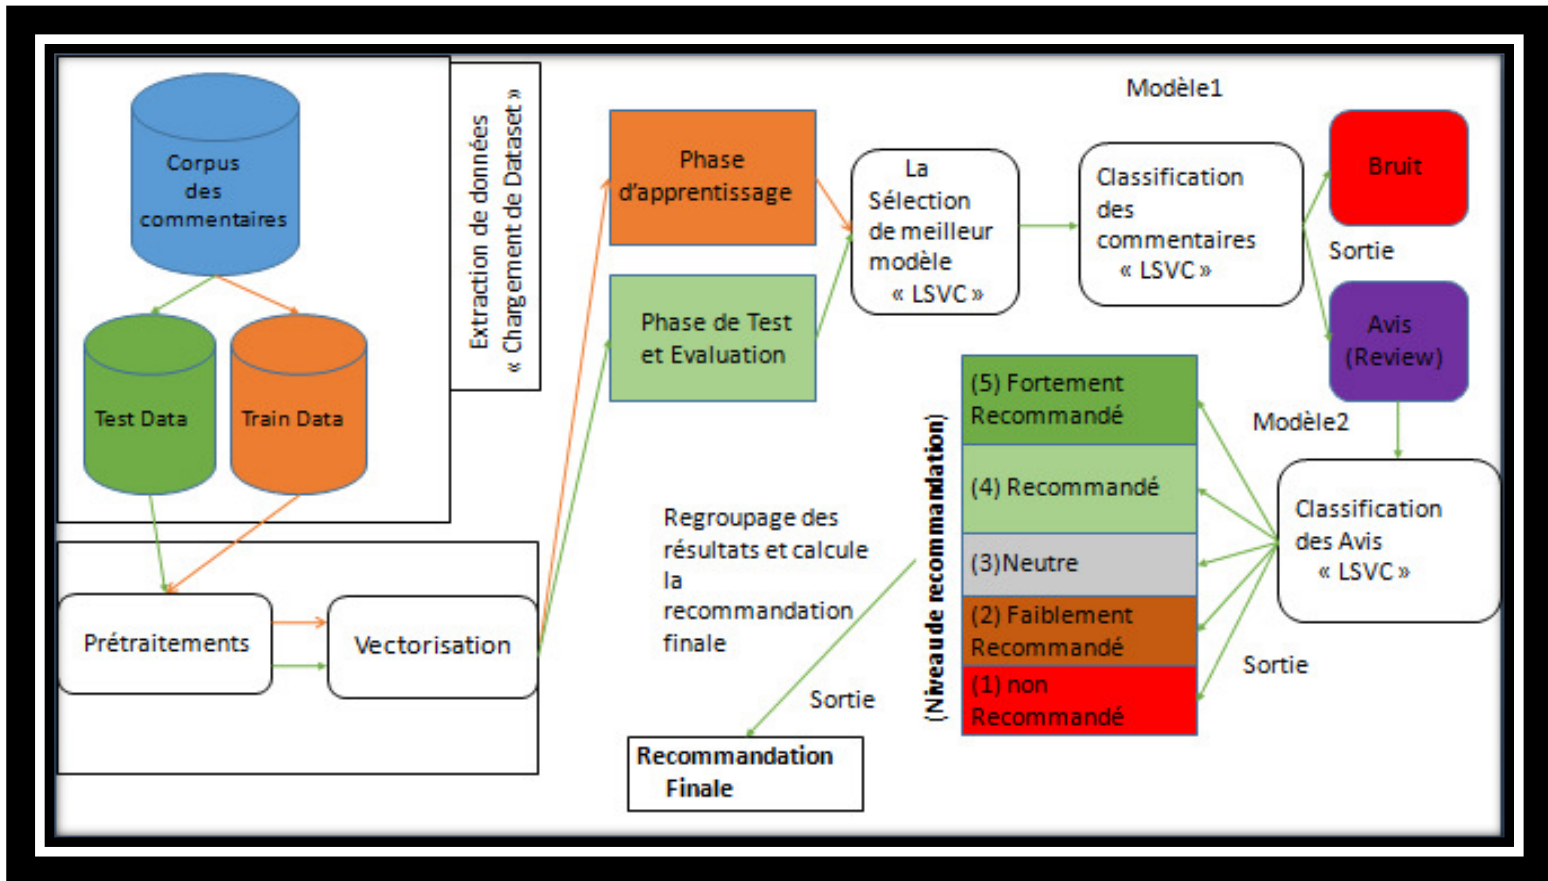 Corpus
des
commentaires
Test Data
Train Data
Extraction de données
« Chargement de Dataset »
Prétraitements
Vectorisation
Phase
d'apprentissage
Phase de Test
et Evaluation
La
Sélection
de meilleur
modèle
« LSVC »
Modèle1
Classification
des
commentaires
« LSVC »
Bruit
Sortie
Avis
(Review)
Modèle2
Classification
des Avis
« LSVC »
Sortie
(5) Fortement
Recommandé
(4) Recommandé
(3)Neutre
(2) Faiblement
Recommandé
(1) non
Recommandé
(Niveau de recommandation)
Regroupage des
résultats et calcule
la
recommandation
finale
Sortie
Recommandation
Finale